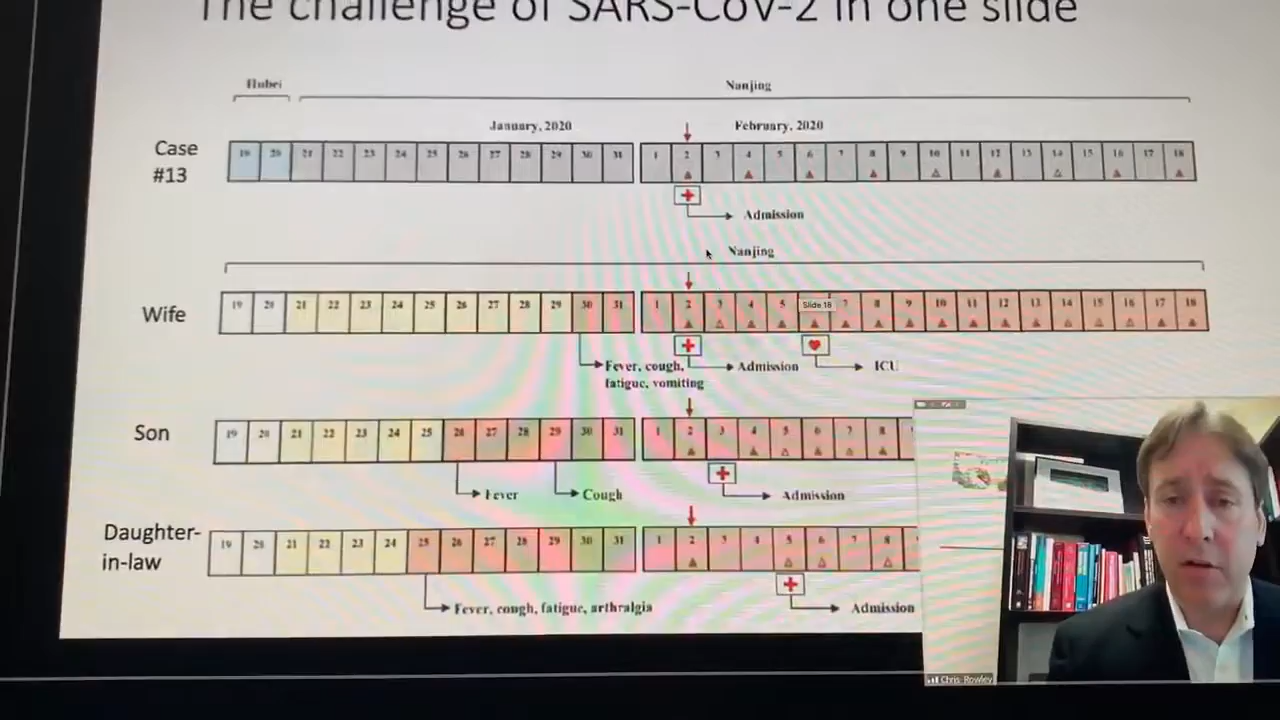 The challenge of SARS-CoV-2 in one slide
Hubei
Nanjing
January, 2020
February, 2020
Case
#13
19 20 21 22 23 24 25 26 27 28 29 30 31 1 2 3 4 5 6 7 8 9 10 11 12 13 14 15 16 17 18
Admission
Nanjing
Wife
19 20 21 22 23 24 25 26 27 28 29 30 31 1 2 3 4 5 Slide 18 7 8 9 10 11 12 13 14 15 16 17 18
Fever, cough,
fatigue, vomiting
Admission
ICU
Son
19 20 21 22 23 24 25 26 27 28 29 30 31 1 2 3 4 5 6 7 8
Fever
Cough
Admission
Daughter-
in-law
19 20 21 22 23 24 25 26 27 28 29 30 31 1 2 3 4 5 6 7 8
Fever, cough, fatigue, arthralgia
Admission
Chris Rowley